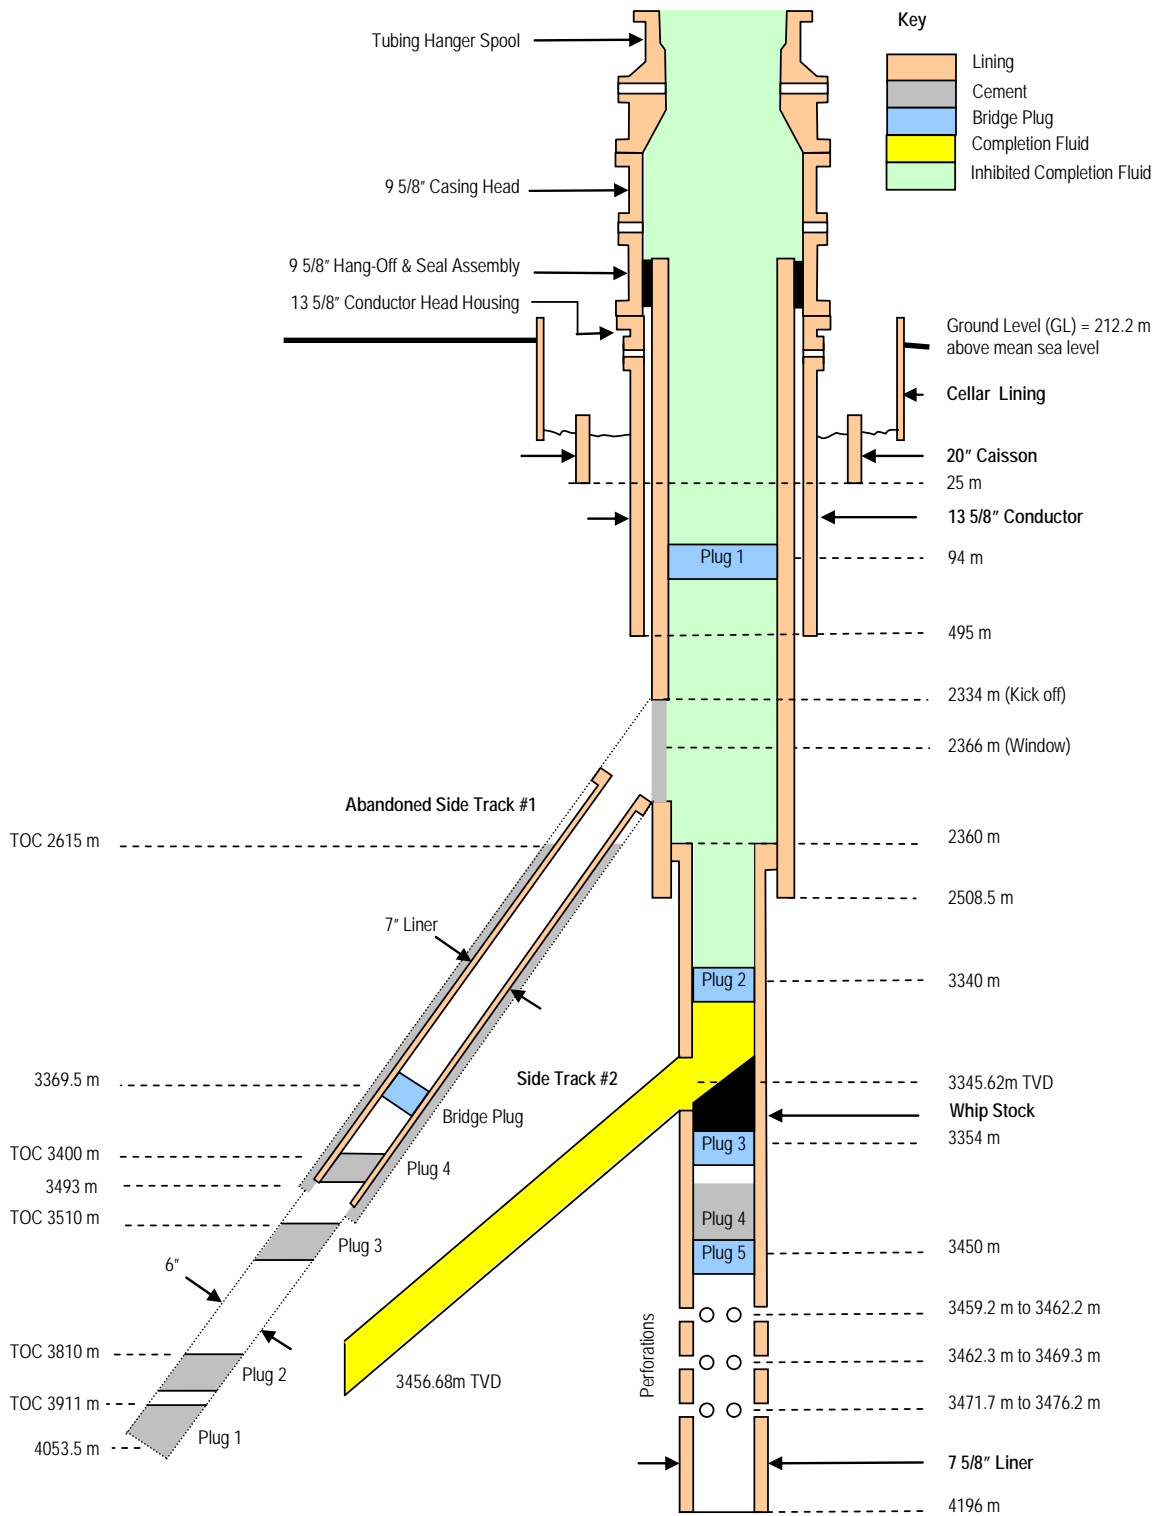 Key
Tubing Hanger Spool
Lining
Cement
Bridge Plug
Completion Fluid
Inhibited Completion Fluid
9 5/8” Casing Head
9 5/8” Hang-Off & Seal Assembly
13 5/8” Conductor Head Housing
Ground Level (GL) = 212.2 m
above mean sea level
Cellar Lining
20” Caisson
25 m
13 5/8” Conductor
Plug 1
94 m
495 m
2334 m (Kick off)
2366 m (Window)
Abandoned Side Track #1
TOC 2615 m
2360 m
2508.5 m
7” Liner
Plug 2
3340 m
3369.5 m
Side Track #2
3345.62m TVD
Whip Stock
Bridge Plug
Plug 3
3354 m
TOC 3400 m
Plug 4
3493 m
TOC 3510 m
Plug 3
Plug 4
Plug 5
3450 m
6”
3459.2 m to 3462.2 m
Perforations
TOC 3810 m
Plug 2
3456.68m TVD
3462.3 m to 3469.3 m
TOC 3911 m
3471.7 m to 3476.2 m
Plug 1
4053.5 m
7 5/8” Liner
4196 m